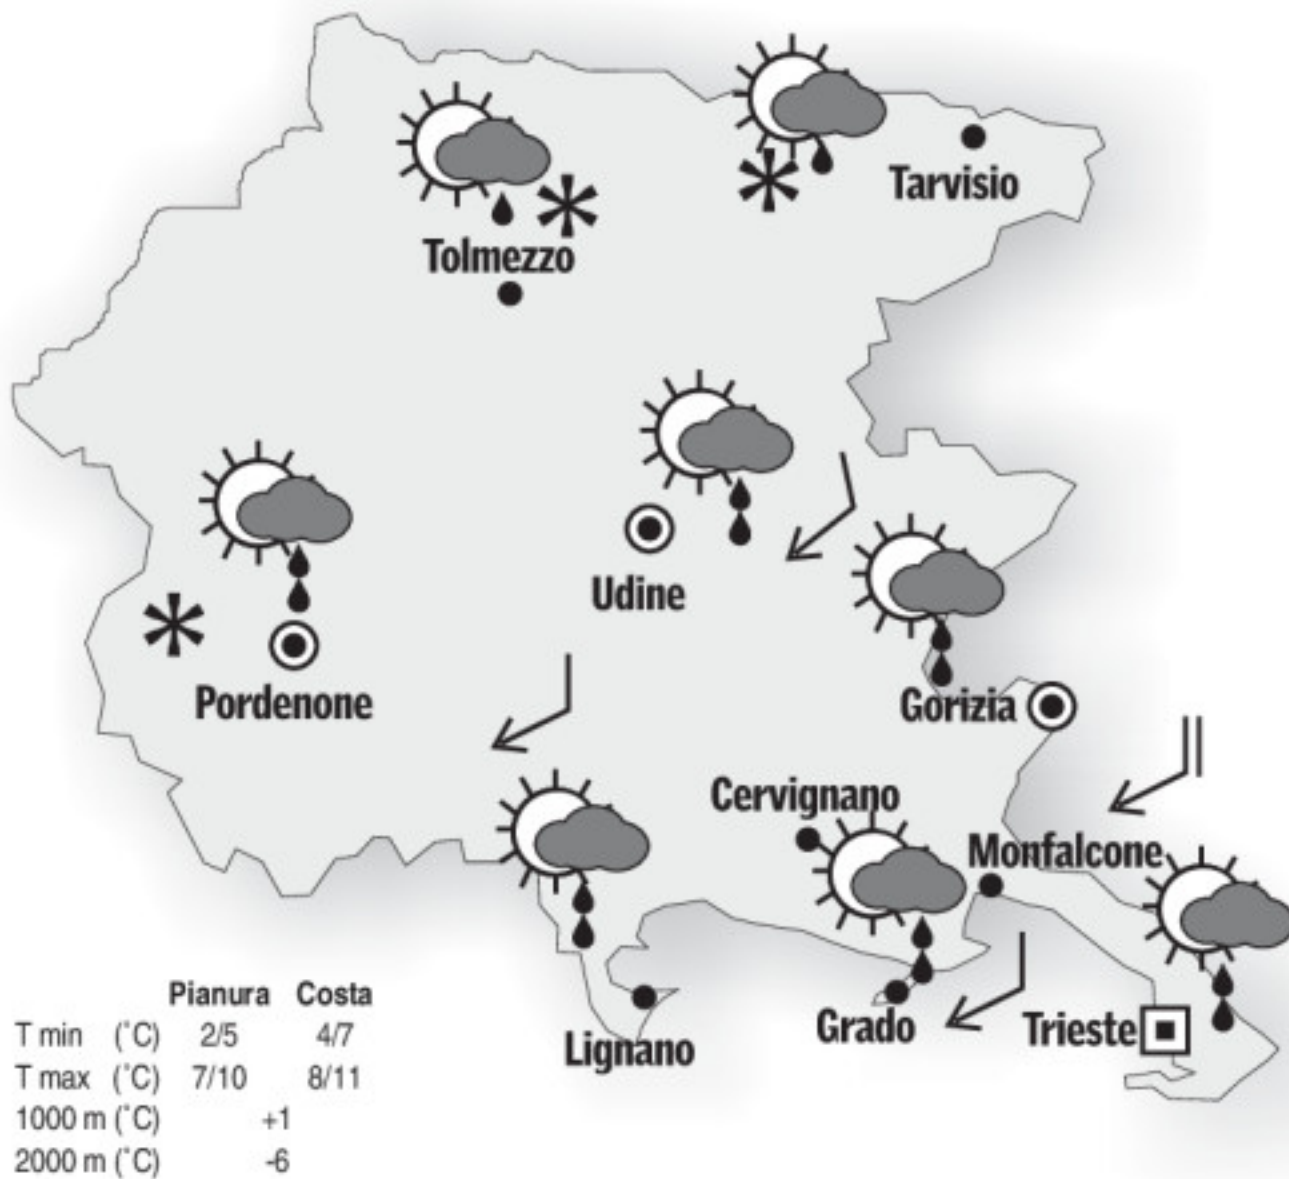 Tarvisio
Tolmezzo
Udine
Pordenone
Gorizia
Cervignano
Monfalcone
Grado
Trieste
Lignano
Pianura Costa
T min (°C) 2/5 4/7
T max (°C) 7/10 8/11
1000 m (°C) +1
2000 m (°C) -6